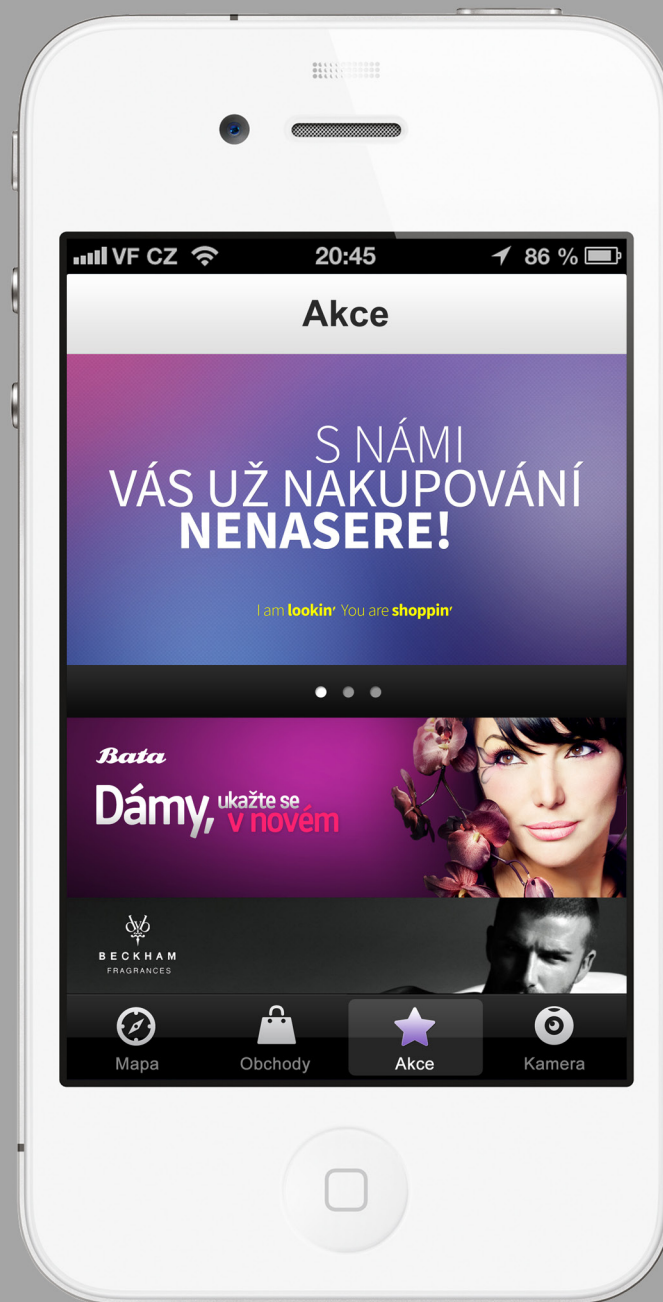 VF CZ 20:45 86 %
Akce
S NÁMI
VÁS UŽ NAKUPOVÁNÍ
NENASERE!
I am lookin' You are shoppin'
Bata
Dámy, ukažte se
v novém
BECKHAM
FRAGRANCES
Mapa Obchody Akce Kamera